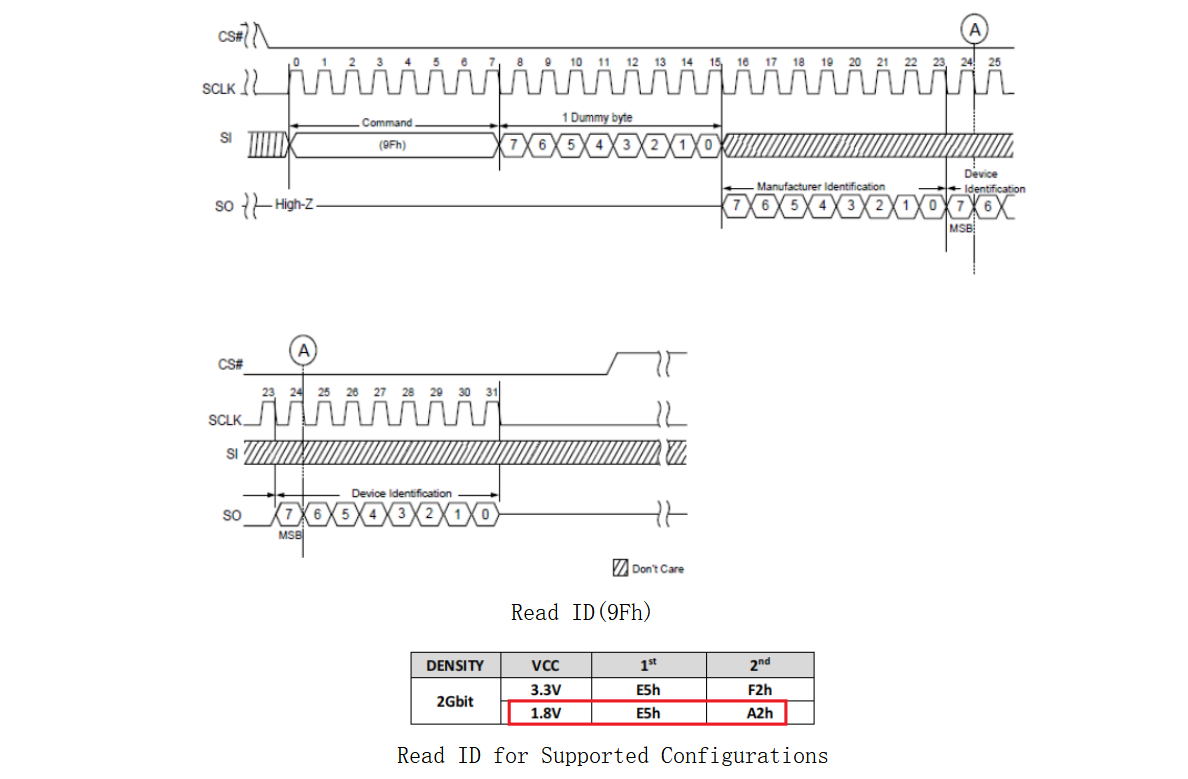 A
CS#
0 1 2 3 4 5 6 7 8 9 10 11 12 13 14 15 16 17 18 19 20 21 22 23 24 25
SCLK
Command 1 Dummy byte
SI (9Fh) 7 6 5 4 3 2 1 0
Device
Manufacturer Identification Identification
SO High-Z 7 6 5 4 3 2 1 0 7 6
MSB
A
CS#
23 24 25 26 27 28 29 30 31
SCLK
SI
Device Identification
SO 7 6 5 4 3 2 1 0
MSB
Don't Care
Read ID(9Fh)
DENSITY VCC 1st 2nd
2Gbit 3.3V E5h F2h
1.8V E5h A2h
Read ID for Supported Configurations